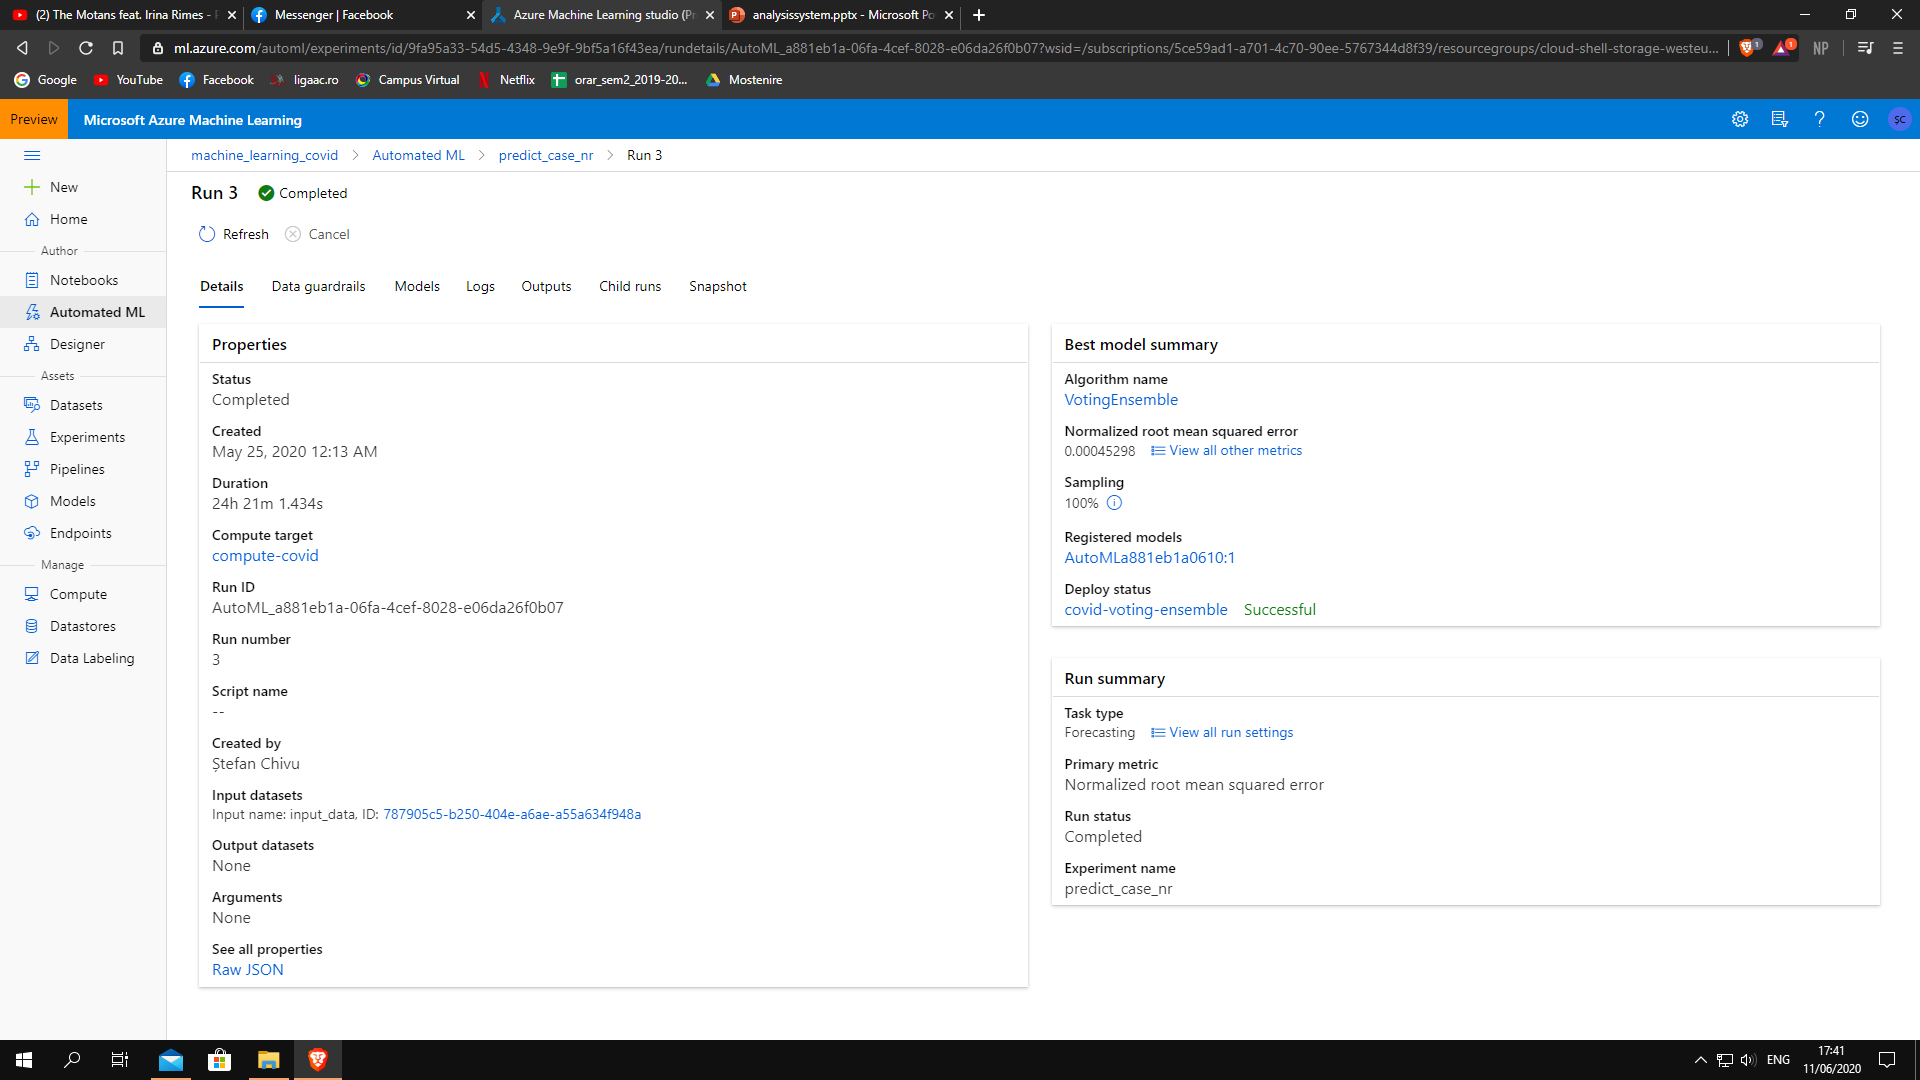 (2) The Motans feat. Irina Rimes -
Messenger | Facebook
Azure Machine Learning studio (Pr
analysissystem.pptx - Microsoft Po
ml.azure.com/automl/experiments/id/9fa95a33-54d5-4348-9e9f-9bf5a16f43ea/rundetails/AutoML_a881eb1a-06fa-4cef-8028-e06da26f0b07?wsid=/subscriptions/5ce59ad1-a701-4c70-90ee-5767344d8f39/resourcegroups/cloud-shell-storage-westeu...
1
1
NP
Google
YouTube
Facebook
ligaac.ro
Campus Virtual
Netflix
orar_sem2_2019-20...
Mostenire
Preview
Microsoft Azure Machine Learning
ȘC
machine_learning_covid > Automated ML > predict_case_nr > Run 3
New
Home
Author
Notebooks
Automated ML
Designer
Assets
Datasets
Experiments
Pipelines
Models
Endpoints
Manage
Compute
Datastores
Data Labeling
Run 3 Completed
Refresh Cancel
Details Data guardrails Models Logs Outputs Child runs Snapshot
Properties
Status
Completed
Created
May 25, 2020 12:13 AM
Duration
24h 21m 1.434s
Compute target
compute-covid
Run ID
AutoML_a881eb1a-06fa-4cef-8028-e06da26f0b07
Run number
3
Script name
--
Created by
Ștefan Chivu
Input datasets
Input name: input_data, ID: 787905c5-b250-404e-a6ae-a55a634f948a
Output datasets
None
Arguments
None
See all properties
Raw JSON
Best model summary
Algorithm name
VotingEnsemble
Normalized root mean squared error
0.00045298 View all other metrics
Sampling
100%
Registered models
AutoMLa881eb1a0610:1
Deploy status
covid-voting-ensemble Successful
Run summary
Task type
Forecasting View all run settings
Primary metric
Normalized root mean squared error
Run status
Completed
Experiment name
predict_case_nr
ENG
17:41
11/06/2020